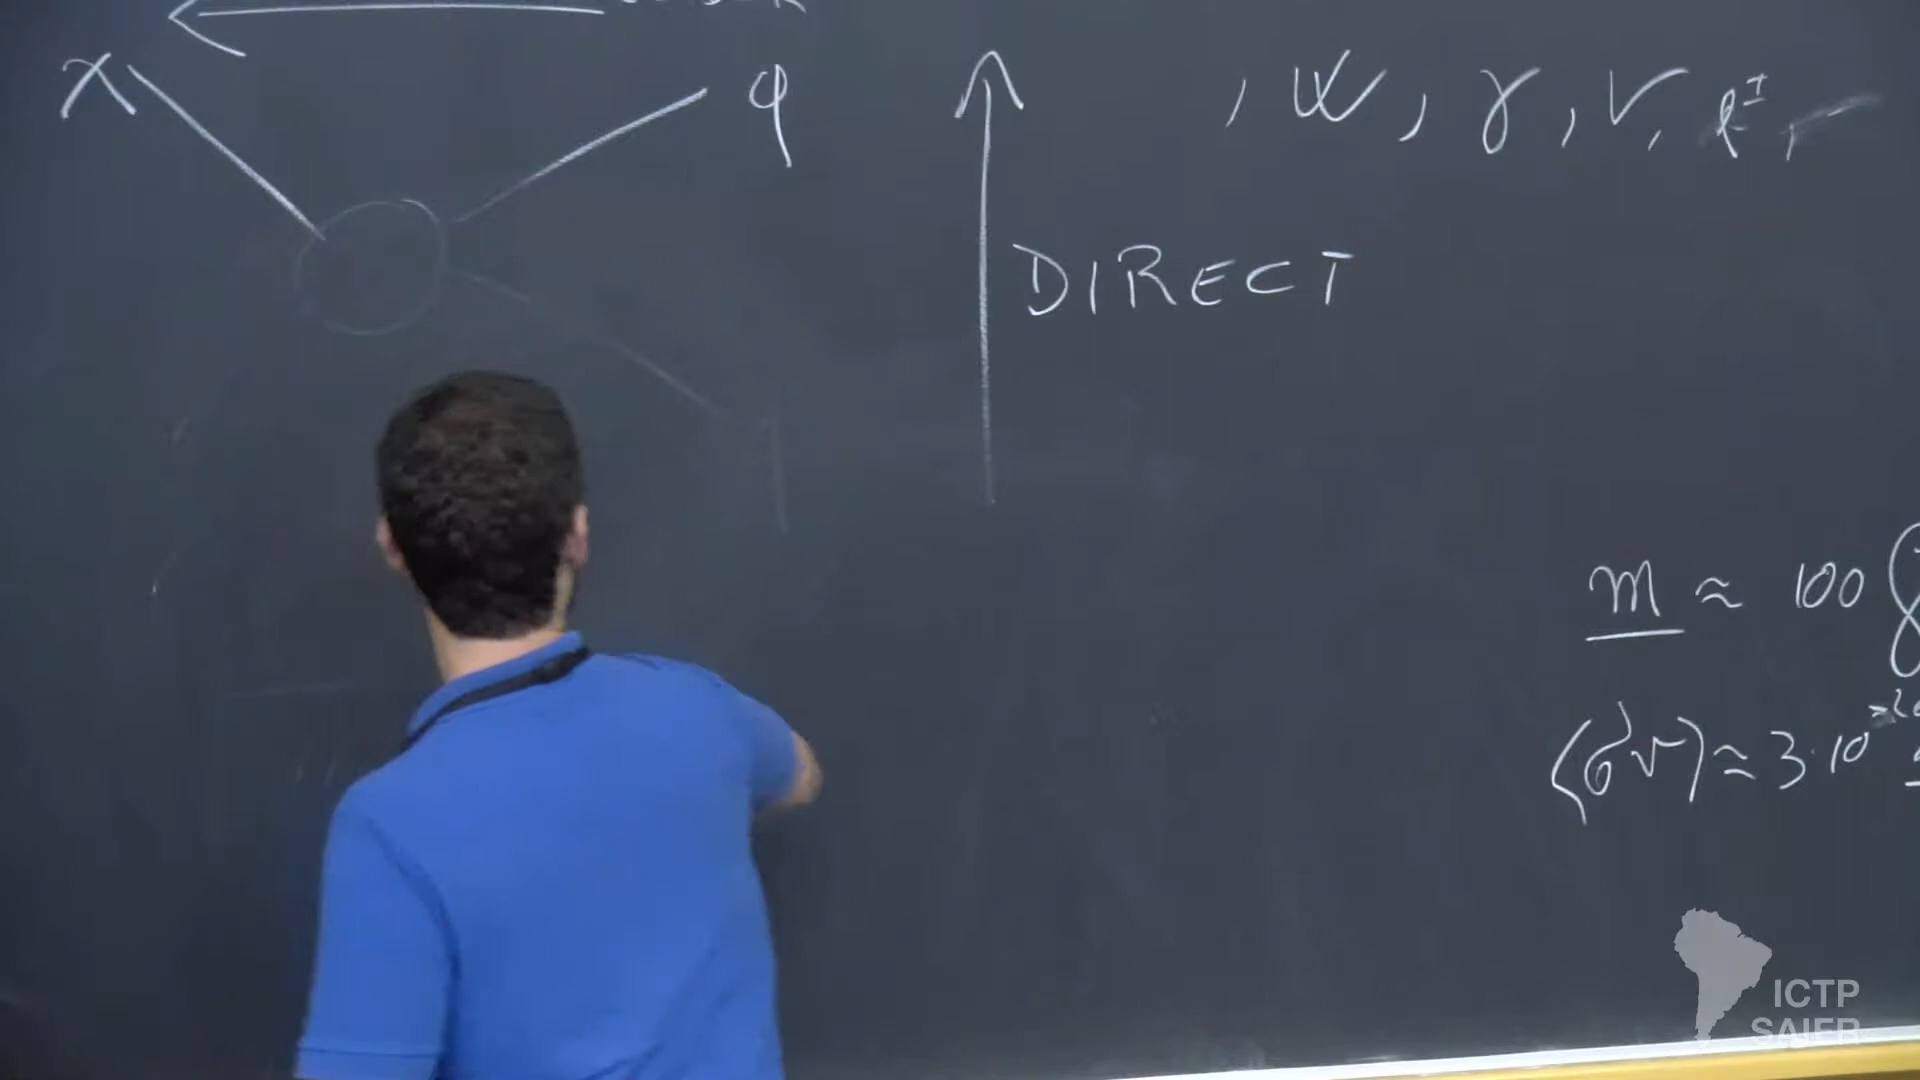 χ q , W, γ, ν, e±,
DIRECT
m ≈ 100
⟨σv⟩ ≈ 3·10
ICTP
SAIFR